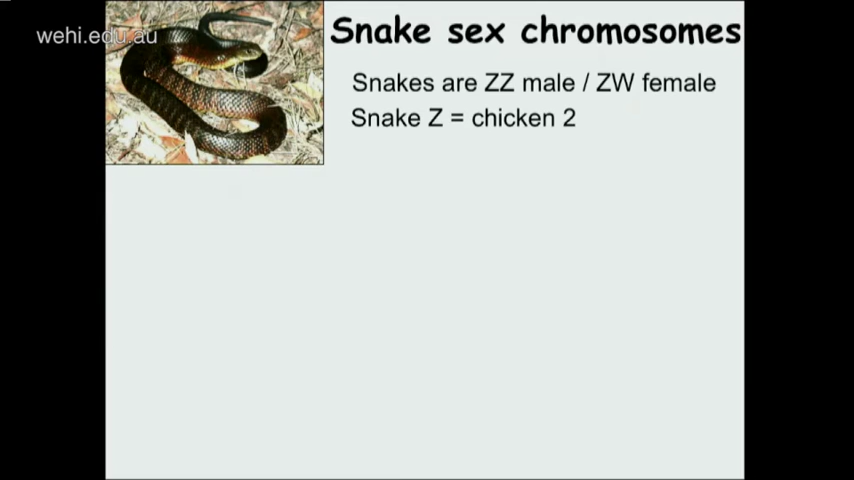 wehi.edu.au
Snake sex chromosomes
Snakes are ZZ male / ZW female
Snake Z = chicken 2